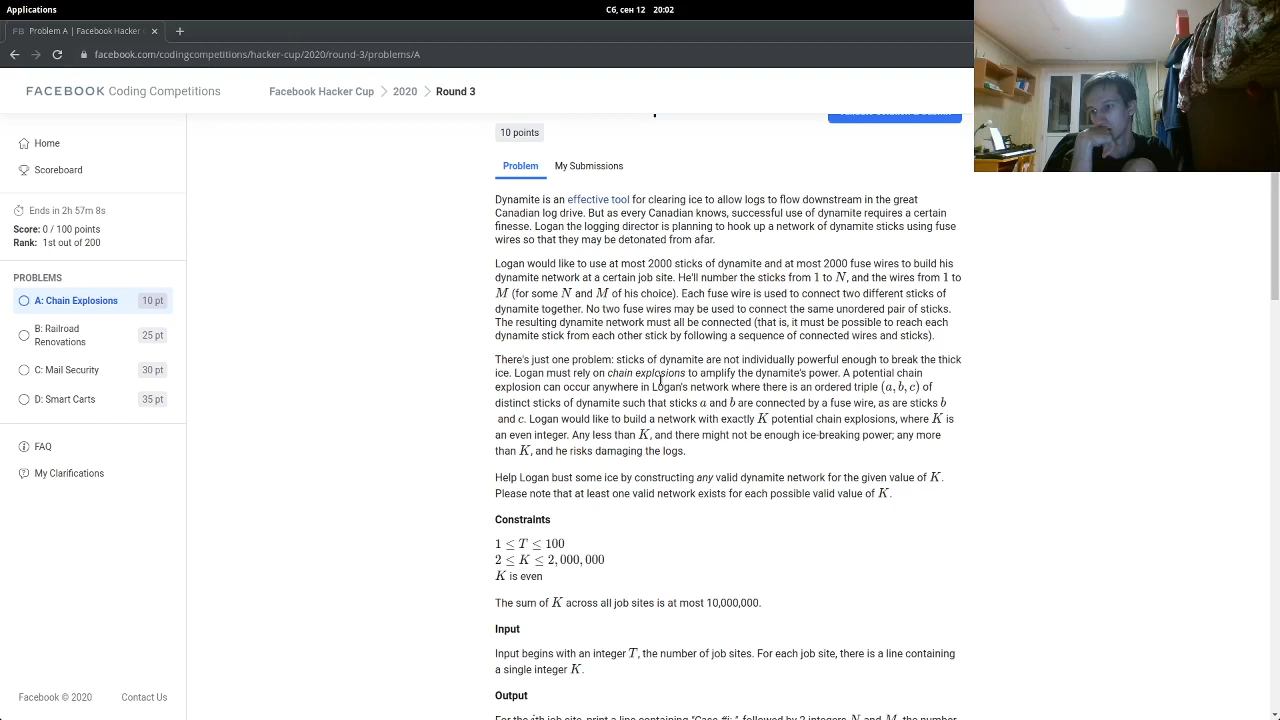 Applications
Сб, сен 12 20:02
FB Problem A | Facebook Hacker
facebook.com/codingcompetitions/hacker-cup/2020/round-3/problems/A
FACEBOOK Coding Competitions
Facebook Hacker Cup > 2020 > Round 3
Home
Scoreboard
Ends in 2h 57m 8s
Score: 0 / 100 points
Rank: 1st out of 200
PROBLEMS
A: Chain Explosions 10 pt
B: Railroad Renovations 25 pt
C: Mail Security 30 pt
D: Smart Carts 35 pt
FAQ
My Clarifications
Facebook © 2020 Contact Us
10 points
Problem My Submissions
Dynamite is an effective tool for clearing ice to allow logs to flow downstream in the great
Canadian log drive. But as every Canadian knows, successful use of dynamite requires a certain
finesse. Logan the logging director is planning to hook up a network of dynamite sticks using fuse
wires so that they may be detonated from afar.
Logan would like to use at most 2000 sticks of dynamite and at most 2000 fuse wires to build his
dynamite network at a certain job site. He'll number the sticks from 1 to N, and the wires from 1 to
M (for some N and M of his choice). Each fuse wire is used to connect two different sticks of
dynamite together. No two fuse wires may be used to connect the same unordered pair of sticks.
The resulting dynamite network must all be connected (that is, it must be possible to reach each
dynamite stick from each other stick by following a sequence of connected wires and sticks).
There's just one problem: sticks of dynamite are not individually powerful enough to break the thick
ice. Logan must rely on chain explosions to amplify the dynamite's power. A potential chain
explosion can occur anywhere in Logan's network where there is an ordered triple (a, b, c) of
distinct sticks of dynamite such that sticks a and b are connected by a fuse wire, as are sticks b
and c. Logan would like to build a network with exactly K potential chain explosions, where K is
an even integer. Any less than K, and there might not be enough ice-breaking power; any more
than K, and he risks damaging the logs.
Help Logan bust some ice by constructing any valid dynamite network for the given value of K.
Please note that at least one valid network exists for each possible valid value of K.
Constraints
1 ≤ T ≤ 100
2 ≤ K ≤ 2,000,000
K is even
The sum of K across all job sites is at most 10,000,000.
Input
Input begins with an integer T, the number of job sites. For each job site, there is a line containing
a single integer K.
Output
For the ith job site, print a line containing "Case #i: " followed by 2 integers N and M, the number